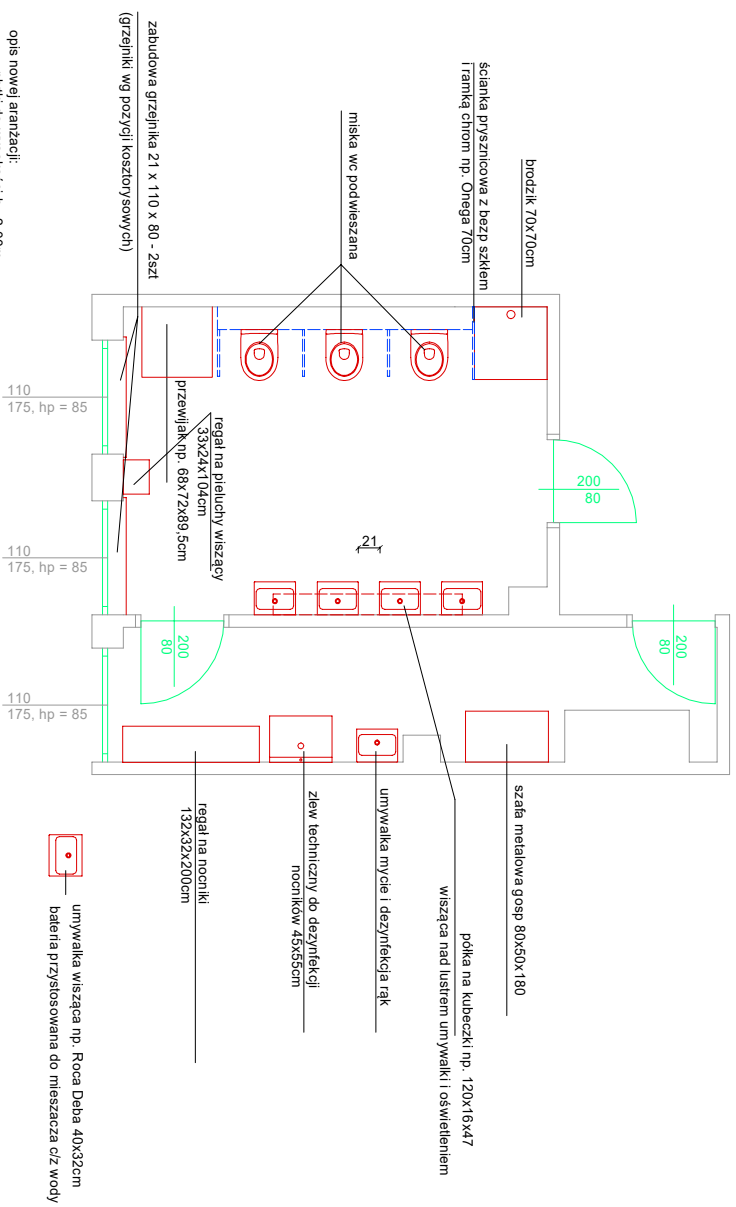 brodzik 70x70cm
ścianka prysznicowa z bezp szkłem
i ramką chrom np. Onega 70cm
miska wc podwieszana
zabudowa grzejnika 21 x 110 x 80 - 2szt
(grzejniki wg pozycji kosztorysowych)
opis nowej aranżacji:
przewijak np. 68x72x89,5cm
regał na pieluchy wiszący
33x24x104cm
21
200
80
200
80
200
80
110
175, hp = 85
110
175, hp = 85
110
175, hp = 85
szafa metalowa gosp 80x50x180
półka na kubeczki np. 120x16x47
wisząca nad lustrem umywalki i oświetleniem
umywalka mycie i dezynfekcja rąk
zlew techniczny do dezynfekcji
nocników 45x55cm
regał na nocniki
132x32x200cm
umywalka wisząca np. Roca Deba 40x32cm
bateria przystosowana do mieszacza c/z wody